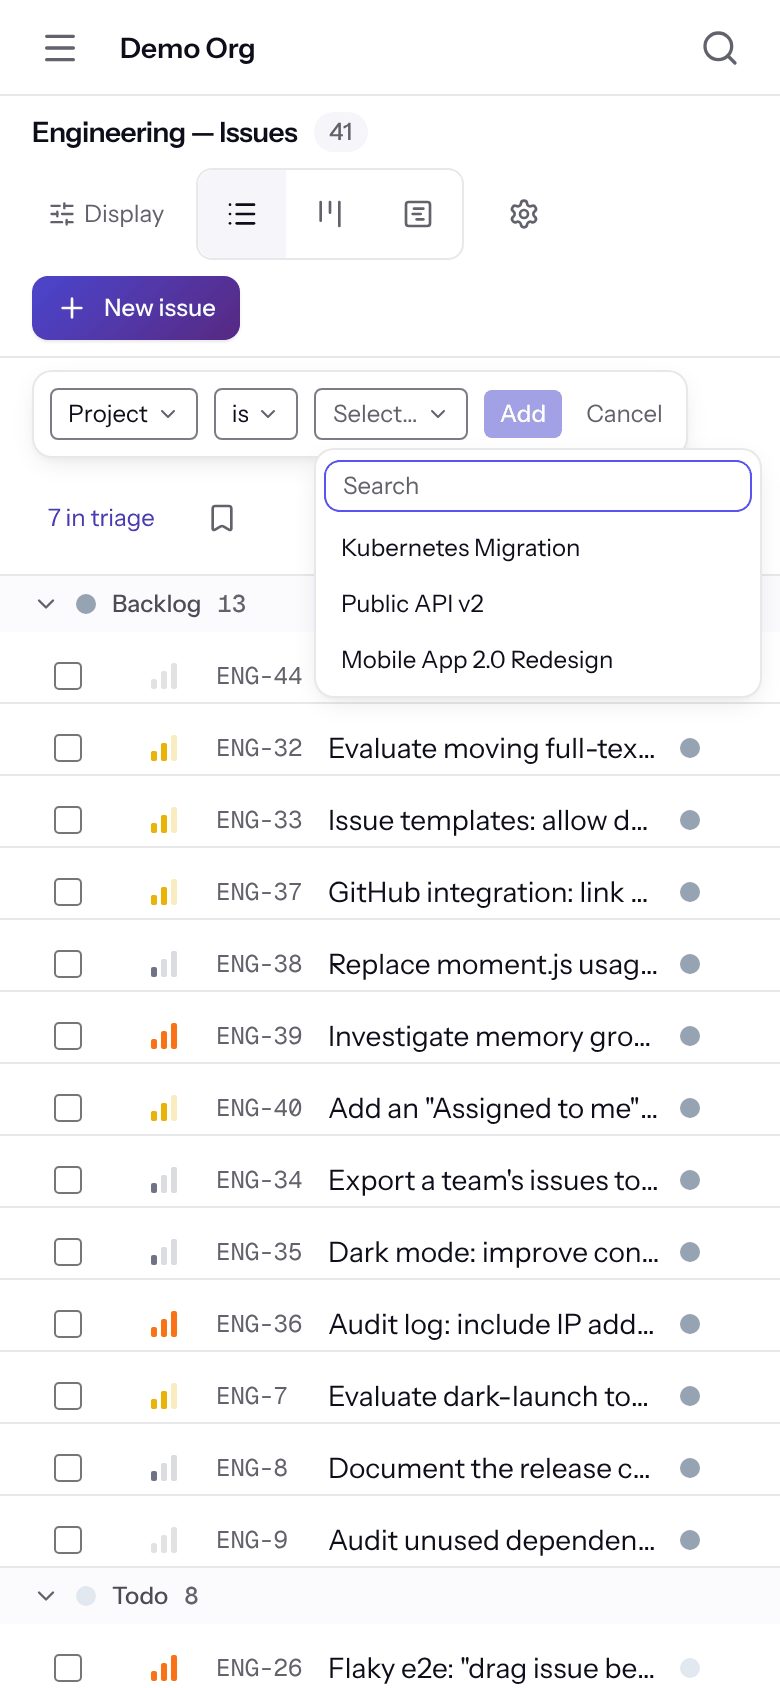 Demo Org
Engineering — Issues 41
Display
New issue
Project is Select... Add Cancel
Search
7 in triage
Kubernetes Migration
Public API v2
Mobile App 2.0 Redesign
Backlog 13
ENG-44
ENG-32 Evaluate moving full-tex...
ENG-33 Issue templates: allow d...
ENG-37 GitHub integration: link ...
ENG-38 Replace moment.js usag...
ENG-39 Investigate memory gro...
ENG-40 Add an "Assigned to me"...
ENG-34 Export a team's issues to...
ENG-35 Dark mode: improve con...
ENG-36 Audit log: include IP add...
ENG-7 Evaluate dark-launch to...
ENG-8 Document the release c...
ENG-9 Audit unused dependen...
Todo 8
ENG-26 Flaky e2e: "drag issue be...